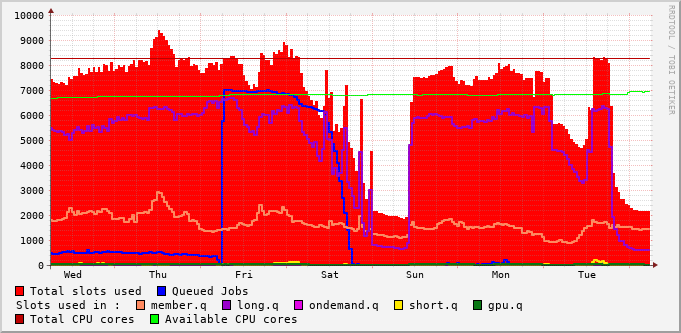 10000
9000
8000
7000
6000
5000
4000
3000
2000
1000
0
Wed Thu Fri Sat Sun Mon Tue
Total slots used Queued Jobs
Slots used in : member.q long.q ondemand.q short.q gpu.q
Total CPU cores Available CPU cores
RRDTOOL / TOBI OETIKER